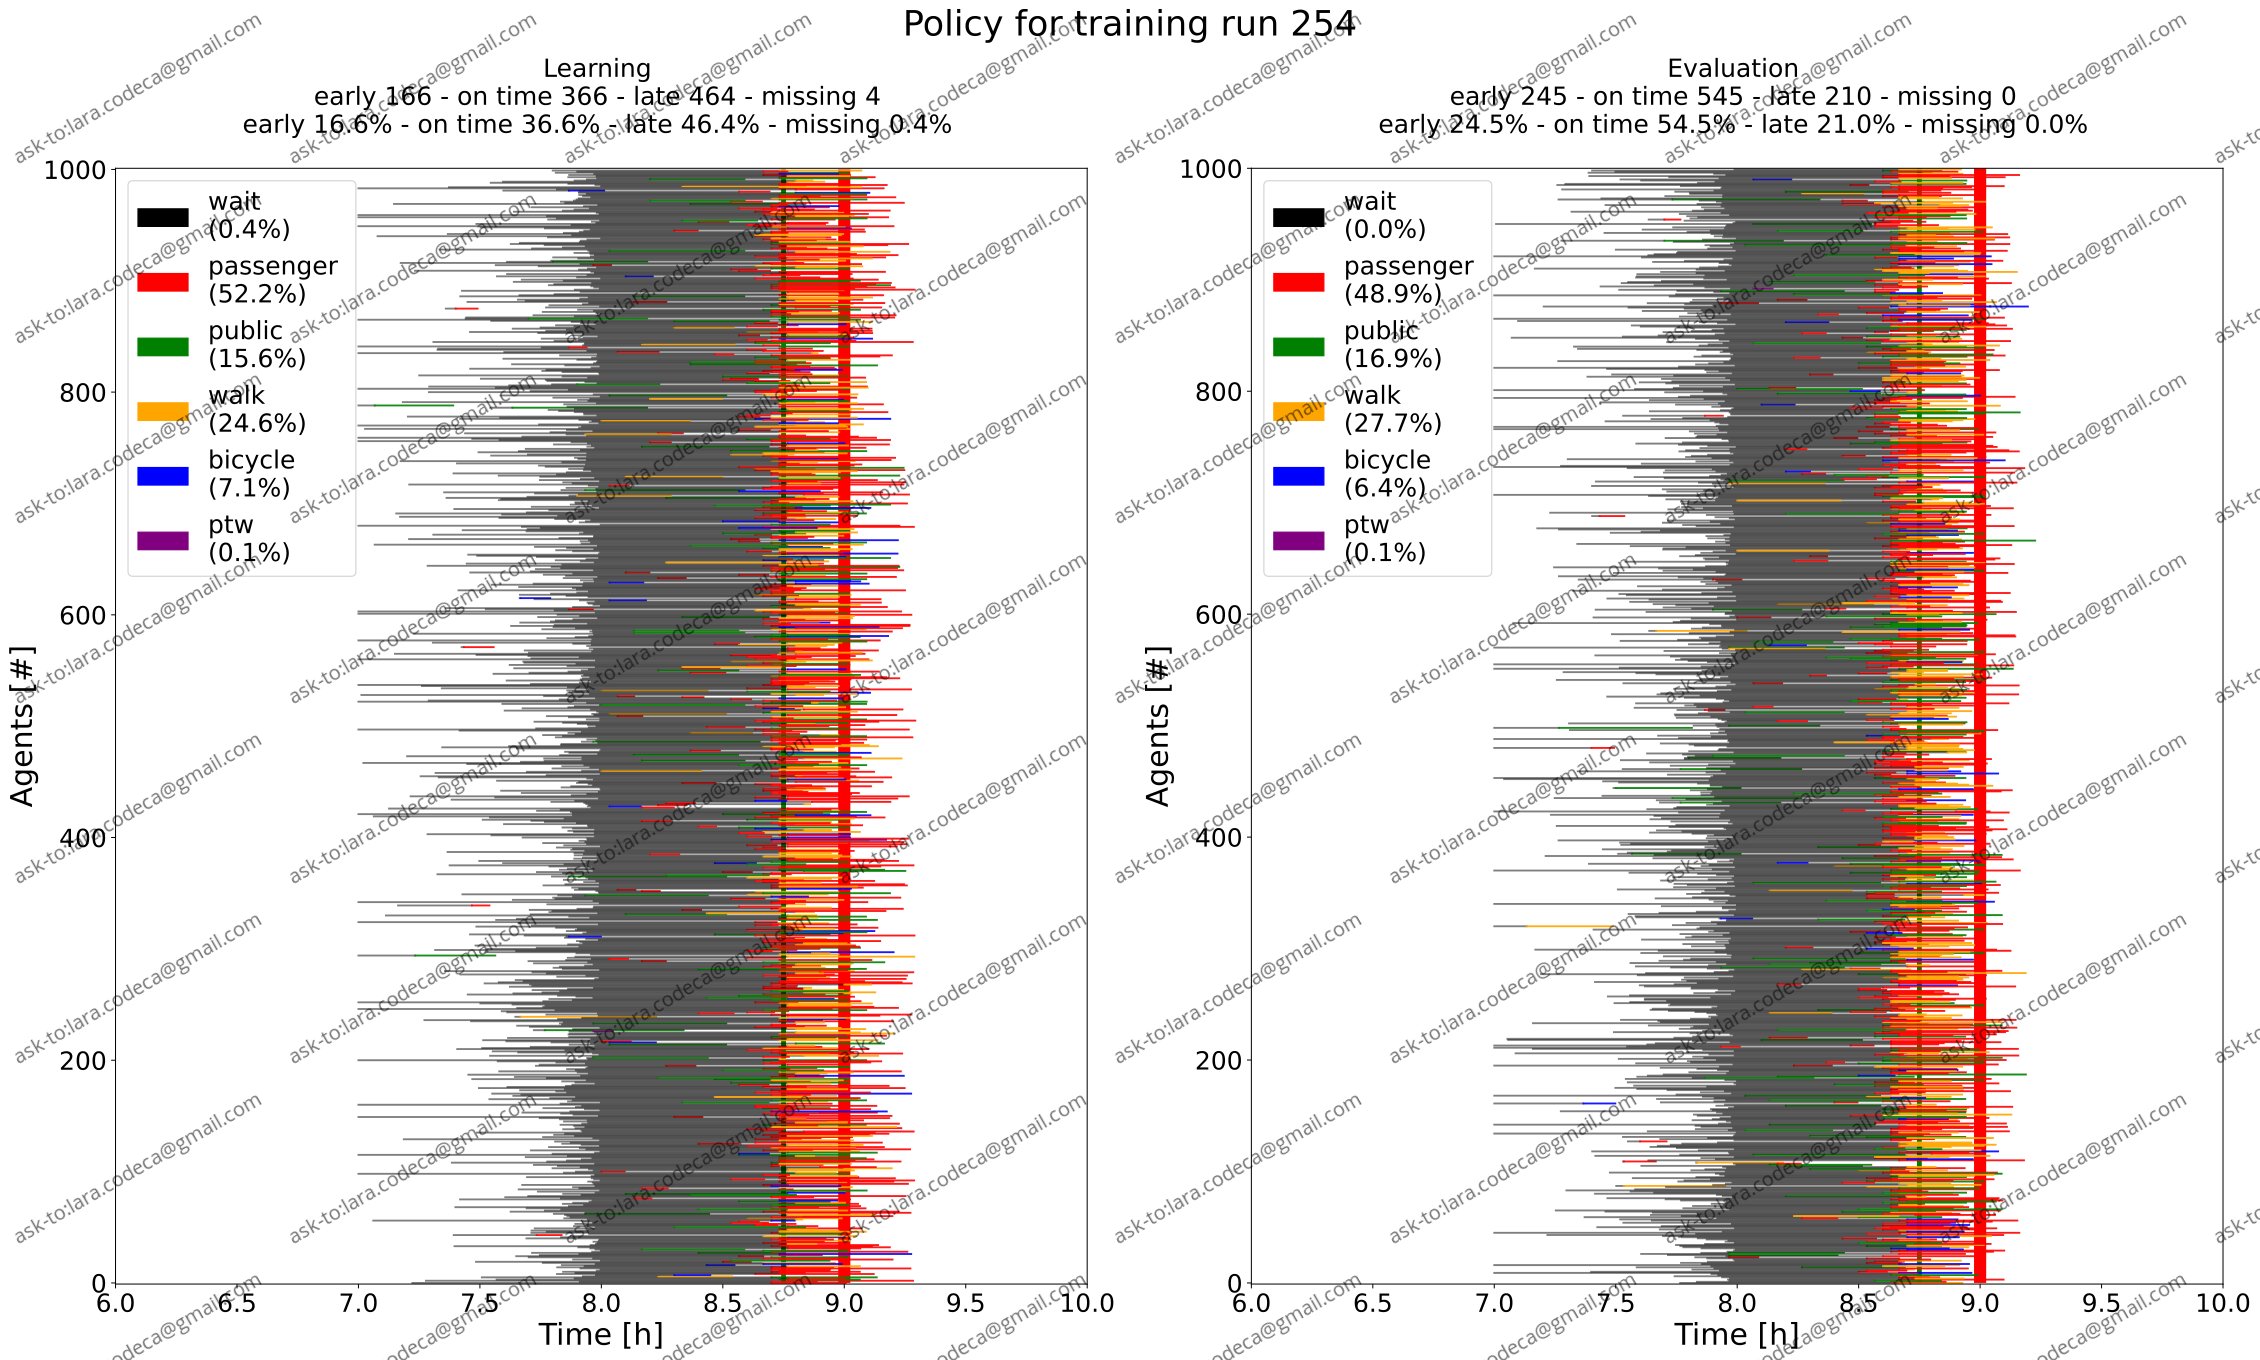 Policy for training run 254
Learning
early 166 - on time 366 - late 464 - missing 4
early 16.6% - on time 36.6% - late 46.4% - missing 0.4%
1000
800
600
400
200
0
Agents [#]
wait
(0.4%)
passenger
(52.2%)
public
(15.6%)
walk
(24.6%)
bicycle
(7.1%)
ptw
(0.1%)
6.0 6.5 7.0 7.5 8.0 8.5 9.0 9.5 10.0
Time [h]
Evaluation
early 245 - on time 545 - late 210 - missing 0
early 24.5% - on time 54.5% - late 21.0% - missing 0.0%
1000
800
600
400
200
0
Agents [#]
wait
(0.0%)
passenger
(48.9%)
public
(16.9%)
walk
(27.7%)
bicycle
(6.4%)
ptw
(0.1%)
6.0 6.5 7.0 7.5 8.0 8.5 9.0 9.5 10.0
Time [h]
ask-to:lara.codeca@gmail.com